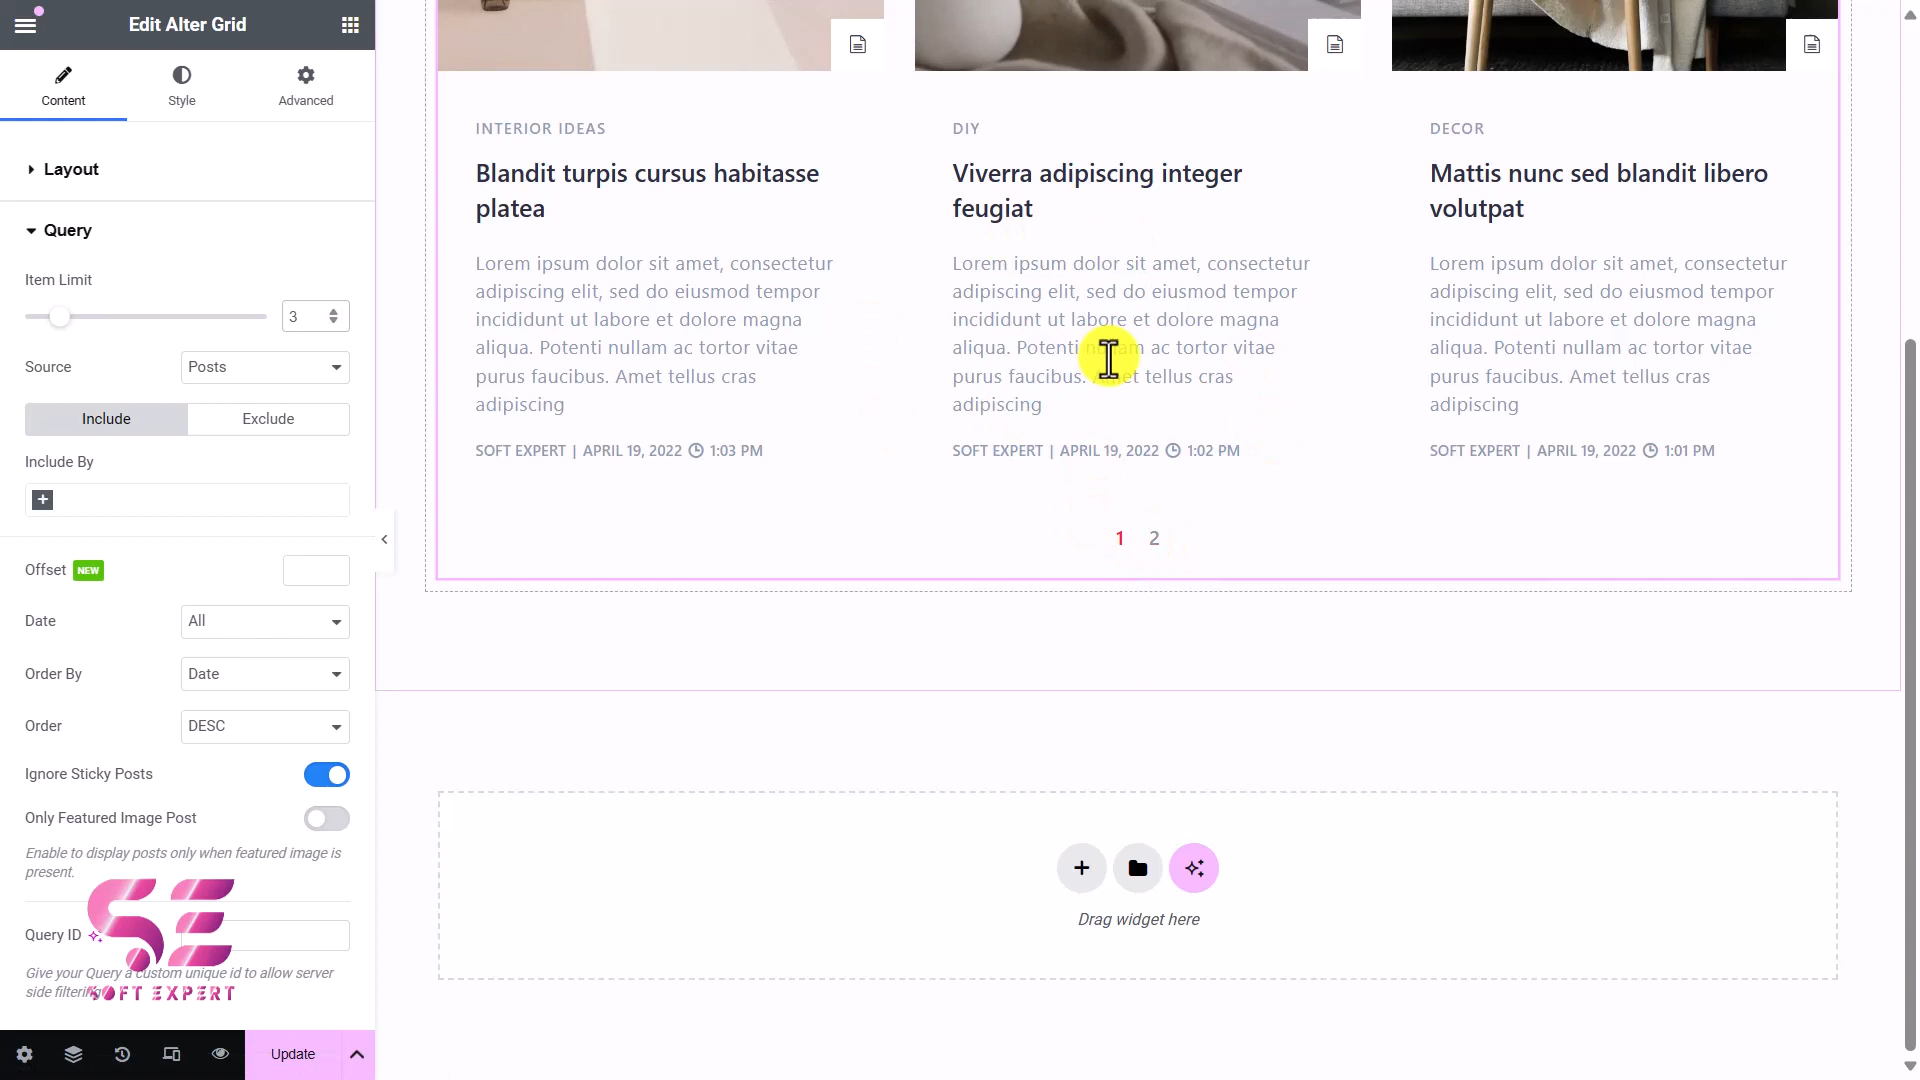 Edit Alter Grid
Content
Style
Advanced
Layout
Query
Item Limit
3
Source
Posts
Include
Exclude
Include By
Offset NEW
Date
All
Order By
Date
Order
DESC
Ignore Sticky Posts
Only Featured Image Post
Enable to display posts only when featured image is
present.
Query ID
Give your Query a custom unique id to allow server
side filtering
SE
SOFT EXPERT
Update
INTERIOR IDEAS
Blandit turpis cursus habitasse
platea
Lorem ipsum dolor sit amet, consectetur
adipiscing elit, sed do eiusmod tempor
incididunt ut labore et dolore magna
aliqua. Potenti nullam ac tortor vitae
purus faucibus. Amet tellus cras
adipiscing
SOFT EXPERT | APRIL 19, 2022 1:03 PM
DIY
Viverra adipiscing integer
feugiat
Lorem ipsum dolor sit amet, consectetur
adipiscing elit, sed do eiusmod tempor
incididunt ut labore et dolore magna
aliqua. Potenti nullam ac tortor vitae
purus faucibus. Amet tellus cras
adipiscing
SOFT EXPERT | APRIL 19, 2022 1:02 PM
DECOR
Mattis nunc sed blandit libero
volutpat
Lorem ipsum dolor sit amet, consectetur
adipiscing elit, sed do eiusmod tempor
incididunt ut labore et dolore magna
aliqua. Potenti nullam ac tortor vitae
purus faucibus. Amet tellus cras
adipiscing
SOFT EXPERT | APRIL 19, 2022 1:01 PM
1 2
Drag widget here